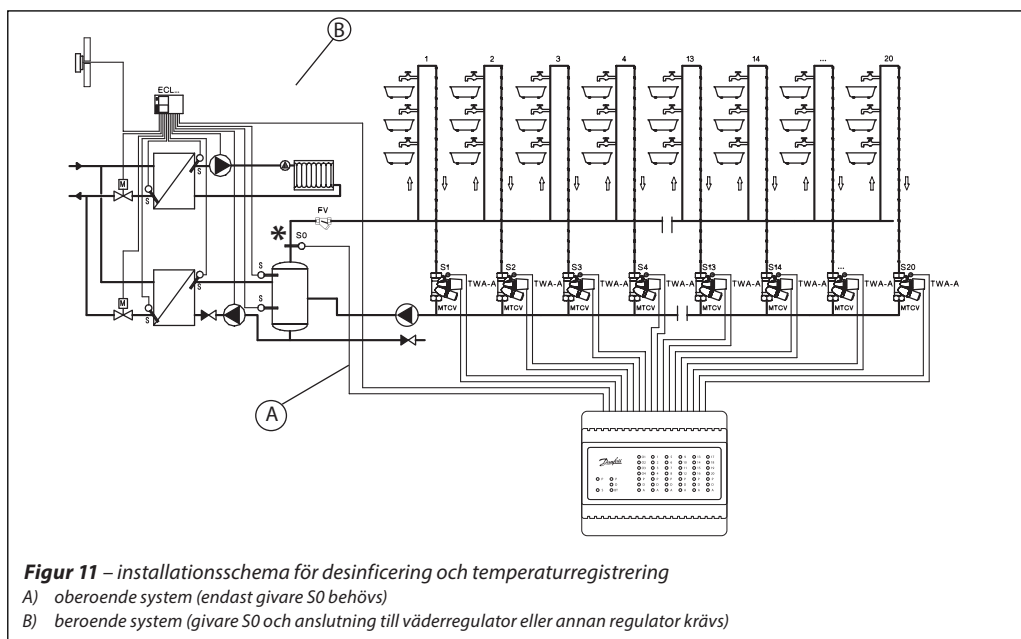 B
1 2 3 4 13 14 ... 20
ECL...
S S
M
S
FV
S0
S
M
S
S
S
S1 S2 S3 S4 S13 S14 ... S20
TWA-A TWA-A TWA-A TWA-A TWA-A TWA-A TWA-A TWA-A
MTCV MTCV MTCV MTCV MTCV MTCV MTCV MTCV
A
Danfoss
Figur 11 – installationsschema för desinficering och temperaturregistrering
A) oberoende system (endast givare S0 behövs)
B) beroende system (givare S0 och anslutning till väderregulator eller annan regulator krävs)